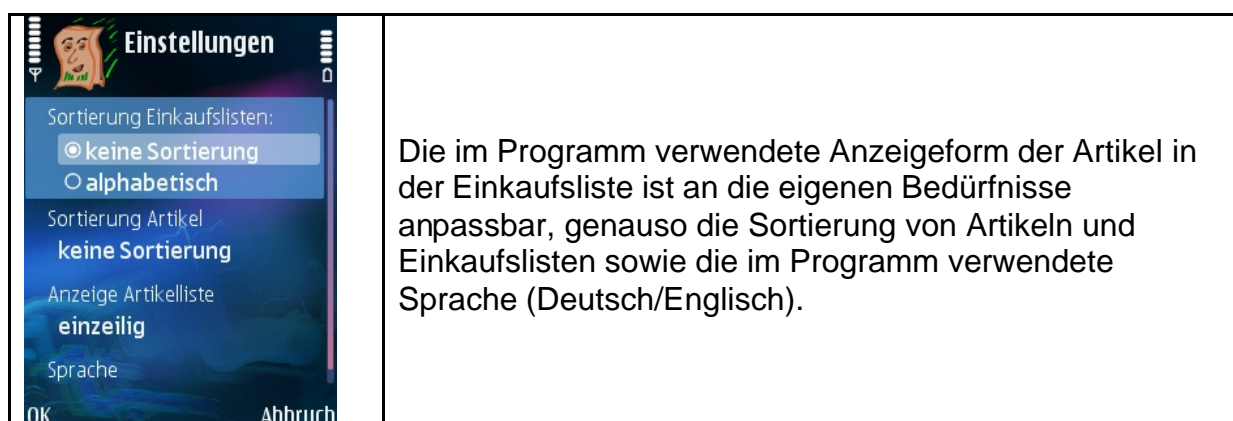 Einstellungen
Sortierung Einkaufslisten:
keine Sortierung
alphabetisch
Sortierung Artikel
keine Sortierung
Anzeige Artikelliste
einzeilig
Sprache
OK Abbruch
Die im Programm verwendete Anzeigeform der Artikel in
der Einkaufsliste ist an die eigenen Bedürfnisse
anpassbar, genauso die Sortierung von Artikeln und
Einkaufslisten sowie die im Programm verwendete
Sprache (Deutsch/Englisch).